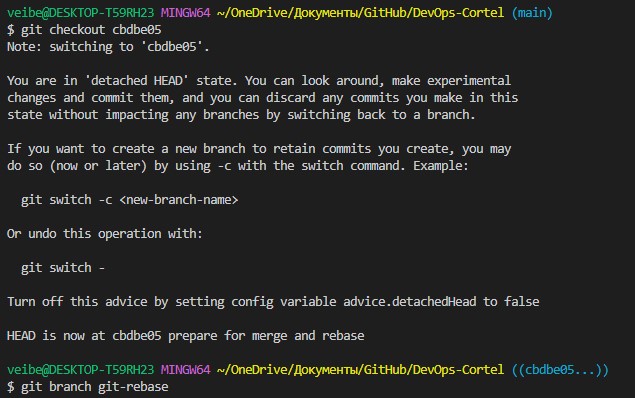 veibe@DESKTOP-T59RH23 MINGW64 ~/OneDrive/Документы/GitHub/DevOps-Cortel (main)
$ git checkout cbdbe05
Note: switching to 'cbdbe05'.
You are in 'detached HEAD' state. You can look around, make experimental
changes and commit them, and you can discard any commits you make in this
state without impacting any branches by switching back to a branch.
If you want to create a new branch to retain commits you create, you may
do so (now or later) by using -c with the switch command. Example:
git switch -c <new-branch-name>
Or undo this operation with:
git switch -
Turn off this advice by setting config variable advice.detachedHead to false
HEAD is now at cbdbe05 prepare for merge and rebase
veibe@DESKTOP-T59RH23 MINGW64 ~/OneDrive/Документы/GitHub/DevOps-Cortel ((cbdbe05...))
$ git branch git-rebase